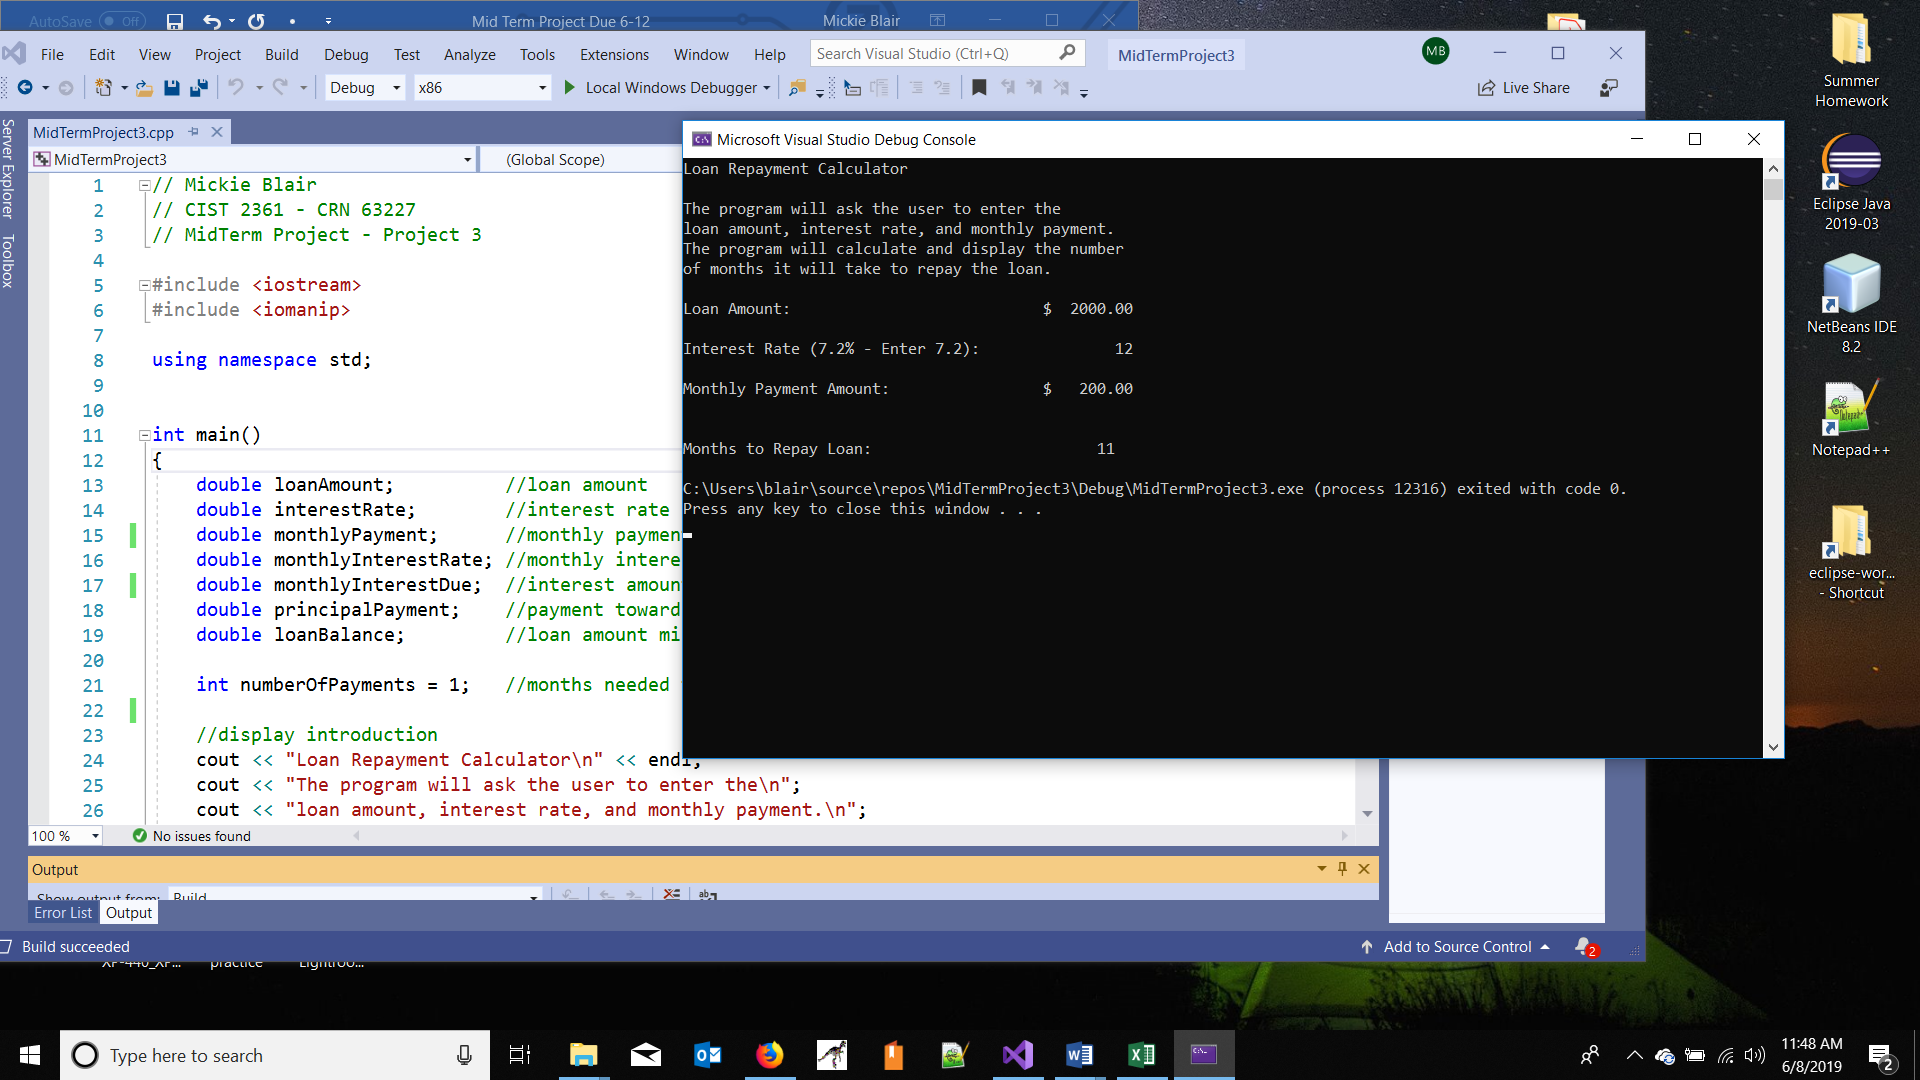 AutoSave Off Mid Term Project Due 6-12 Mickie Blair
File Edit View Project Build Debug Test Analyze Tools Extensions Window Help Search Visual Studio (Ctrl+Q) MidTermProject3 MB
Debug x86 Local Windows Debugger Live Share
Server Explorer
Toolbox
MidTermProject3.cpp
MidTermProject3 (Global Scope)
1 // Mickie Blair
2 // CIST 2361 - CRN 63227
3 // MidTerm Project - Project 3
4
5 #include <iostream>
6 #include <iomanip>
7
8 using namespace std;
9
10
11 int main()
12 {
13 double loanAmount; //loan amount
14 double interestRate; //interest rate
15 double monthlyPayment; //monthly paymen
16 double monthlyInterestRate; //monthly intere
17 double monthlyInterestDue; //interest amoun
18 double principalPayment; //payment toward
19 double loanBalance; //loan amount mi
20
21 int numberOfPayments = 1; //months needed
22
23 //display introduction
24 cout << "Loan Repayment Calculator\n" << endl;
25 cout << "The program will ask the user to enter the\n";
26 cout << "loan amount, interest rate, and monthly payment.\n";
100 % No issues found
Output
Show output from: Build
Error List Output
Build succeeded Add to Source Control 2
Microsoft Visual Studio Debug Console
Loan Repayment Calculator
The program will ask the user to enter the
loan amount, interest rate, and monthly payment.
The program will calculate and display the number
of months it will take to repay the loan.
Loan Amount: $ 2000.00
Interest Rate (7.2% - Enter 7.2): 12
Monthly Payment Amount: $ 200.00
Months to Repay Loan: 11
C:\Users\blair\source\repos\MidTermProject3\Debug\MidTermProject3.exe (process 12316) exited with code 0.
Press any key to close this window . . .
Summer
Homework
Eclipse Java
2019-03
NetBeans IDE
8.2
Notepad++
eclipse-wor...
- Shortcut
XP-440_XP... practice Lightroo...
Type here to search
11:48 AM
6/8/2019
2